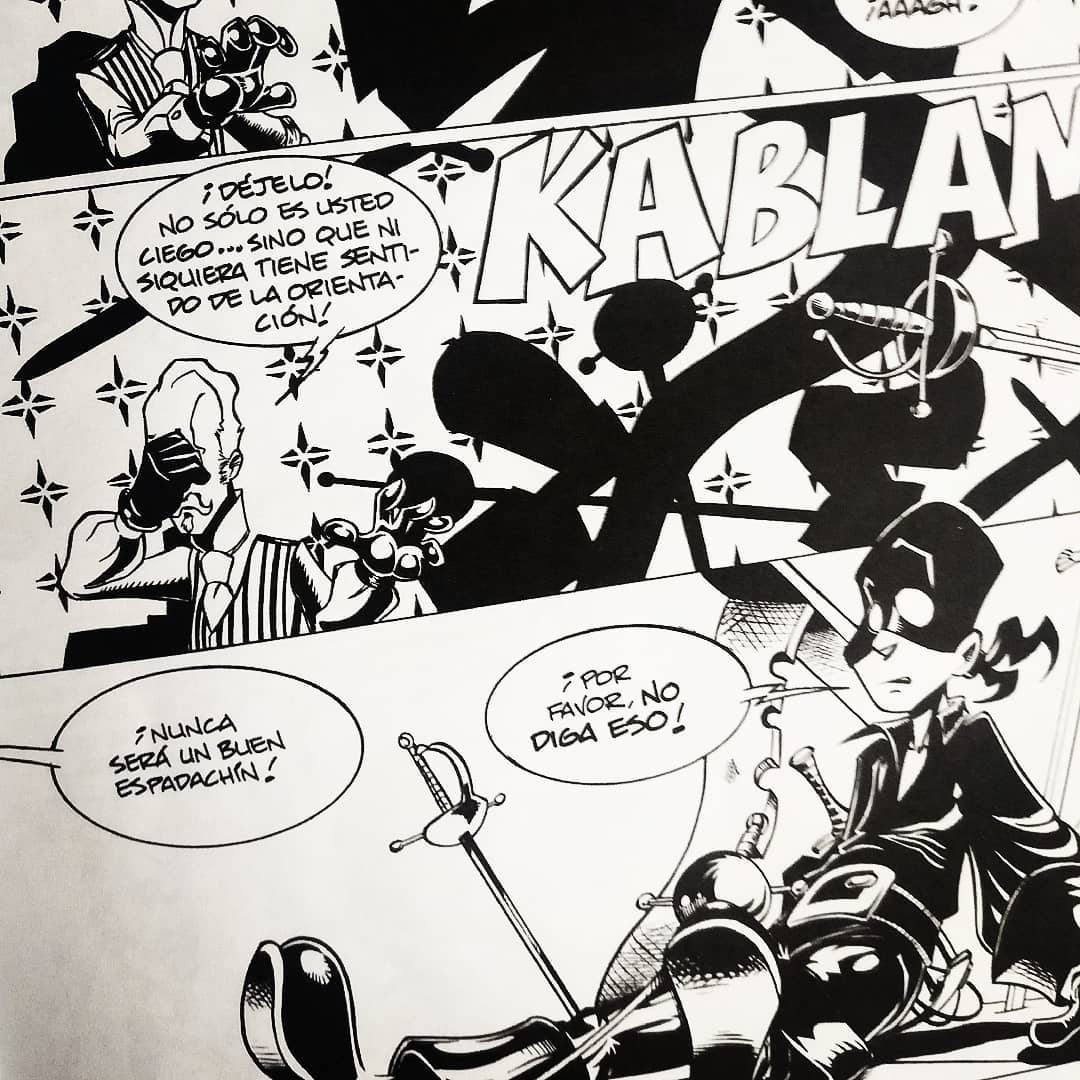 ¡AAAGH!
KABLAM
¡DÉJELO!
NO SÓLO ES USTED
CIEGO... SINO QUE NI
SIQUIERA TIENE SENTI-
DO DE LA ORIENTA-
CIÓN!
¡NUNCA
SERÁ UN BUEN
ESPADACHÍN!
¡POR
FAVOR, NO
DIGA ESO!